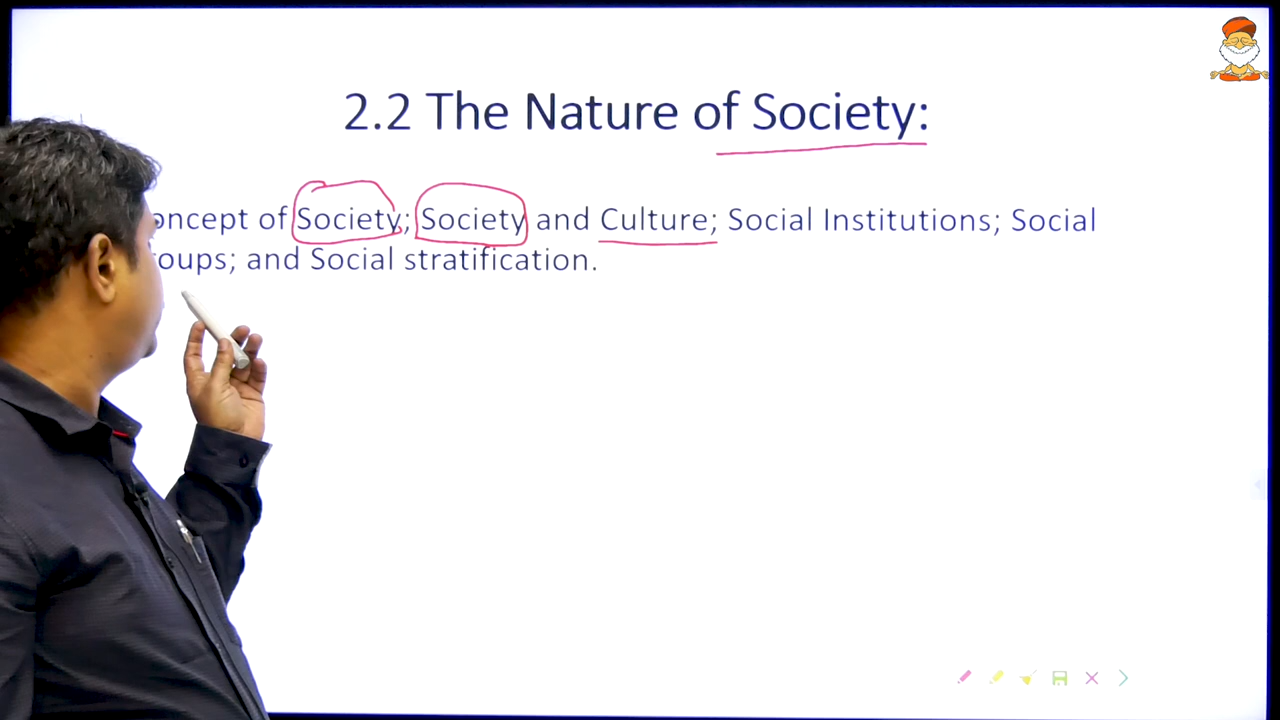 2.2 The Nature of Society:
oncept of Society; Society and Culture; Social Institutions; Social
oups; and Social stratification.